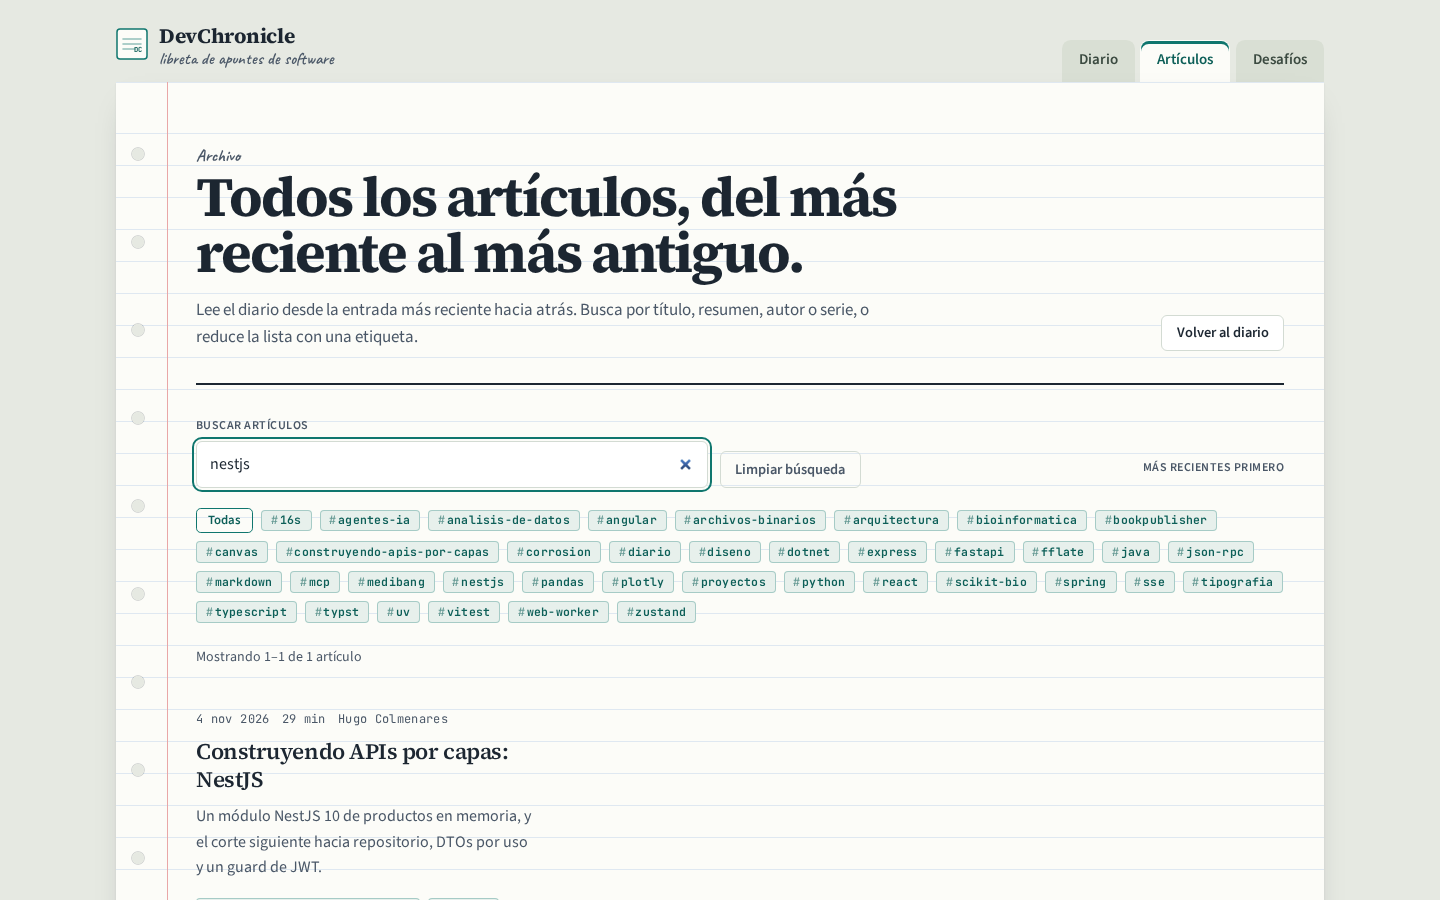 DC
DevChronicle
libreta de apuntes de software
Diario
Artículos
Desafíos
Archivo
Todos los artículos, del más
reciente al más antiguo.
Lee el diario desde la entrada más reciente hacia atrás. Busca por título, resumen, autor o serie, o
reduce la lista con una etiqueta.
Volver al diario
BUSCAR ARTÍCULOS
nestjs
Limpiar búsqueda
MÁS RECIENTES PRIMERO
Todas #16s #agentes-ia #analisis-de-datos #angular #archivos-binarios #arquitectura #bioinformatica #bookpublisher
#canvas #construyendo-apis-por-capas #corrosion #diario #diseno #dotnet #express #fastapi #fflate #java #json-rpc
#markdown #mcp #medibang #nestjs #pandas #plotly #proyectos #python #react #scikit-bio #spring #sse #tipografia
#typescript #typst #uv #vitest #web-worker #zustand
Mostrando 1–1 de 1 artículo
4 nov 2026 29 min Hugo Colmenares
Construyendo APIs por capas:
NestJS
Un módulo NestJS 10 de productos en memoria, y
el corte siguiente hacia repositorio, DTOs por uso
y un guard de JWT.